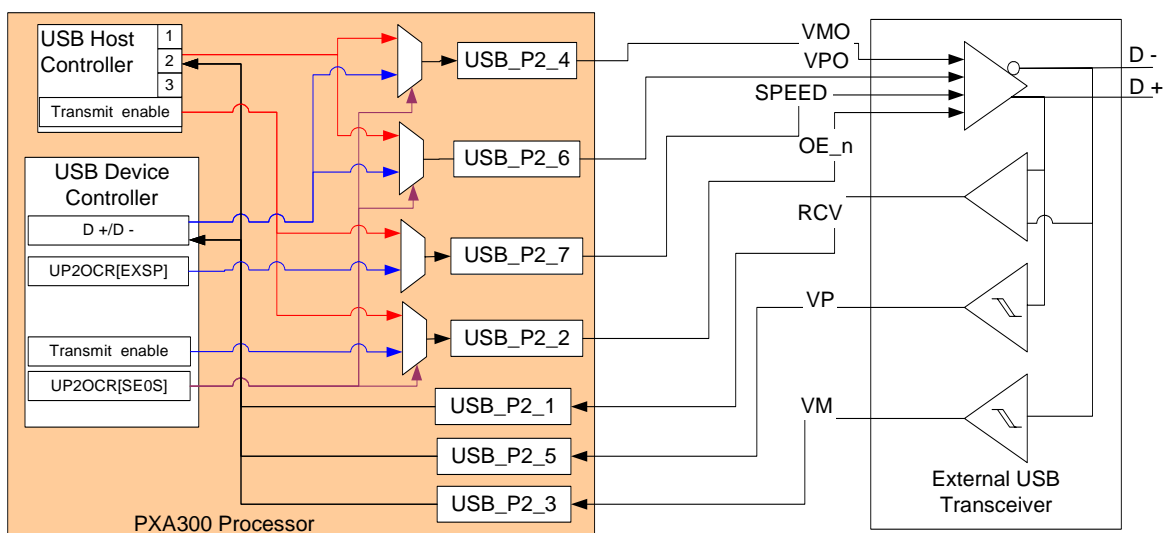 USB Host
Controller
1
2
3
Transmit enable
USB Device
Controller
D +/D -
UP2OCR[EXSP]
Transmit enable
UP2OCR[SE0S]
USB_P2_4
USB_P2_6
USB_P2_7
USB_P2_2
USB_P2_1
USB_P2_5
USB_P2_3
PXA300 Processor
VMO
VPO
SPEED
OE_n
RCV
VP
VM
D -
D +
External USB
Transceiver